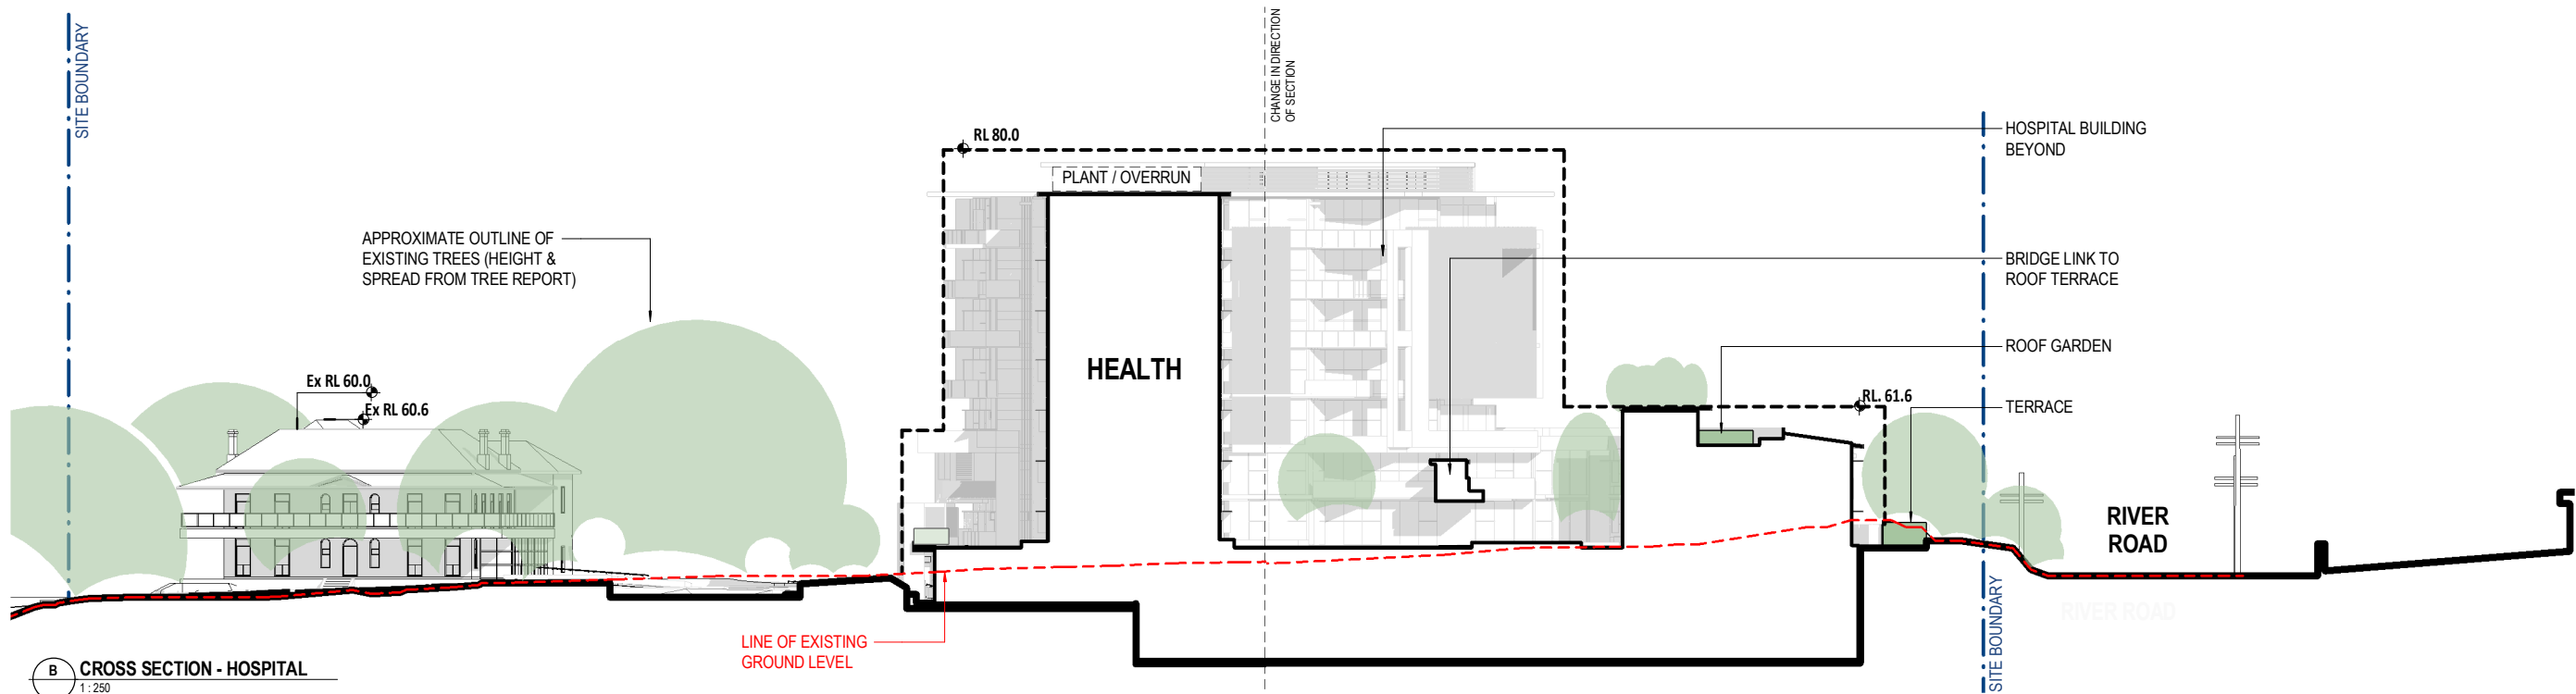 SITE BOUNDARY
CHANGE IN DIRECTION
OF SECTION
RL 80.0
HOSPITAL BUILDING
BEYOND
PLANT / OVERRUN
APPROXIMATE OUTLINE OF
EXISTING TREES (HEIGHT &
SPREAD FROM TREE REPORT)
BRIDGE LINK TO
ROOF TERRACE
ROOF GARDEN
HEALTH
Ex RL 60.0
Ex RL 60.6
RL. 61.6
TERRACE
RIVER
ROAD
RIVER ROAD
SITE BOUNDARY
LINE OF EXISTING
GROUND LEVEL
B
CROSS SECTION - HOSPITAL
1 : 250